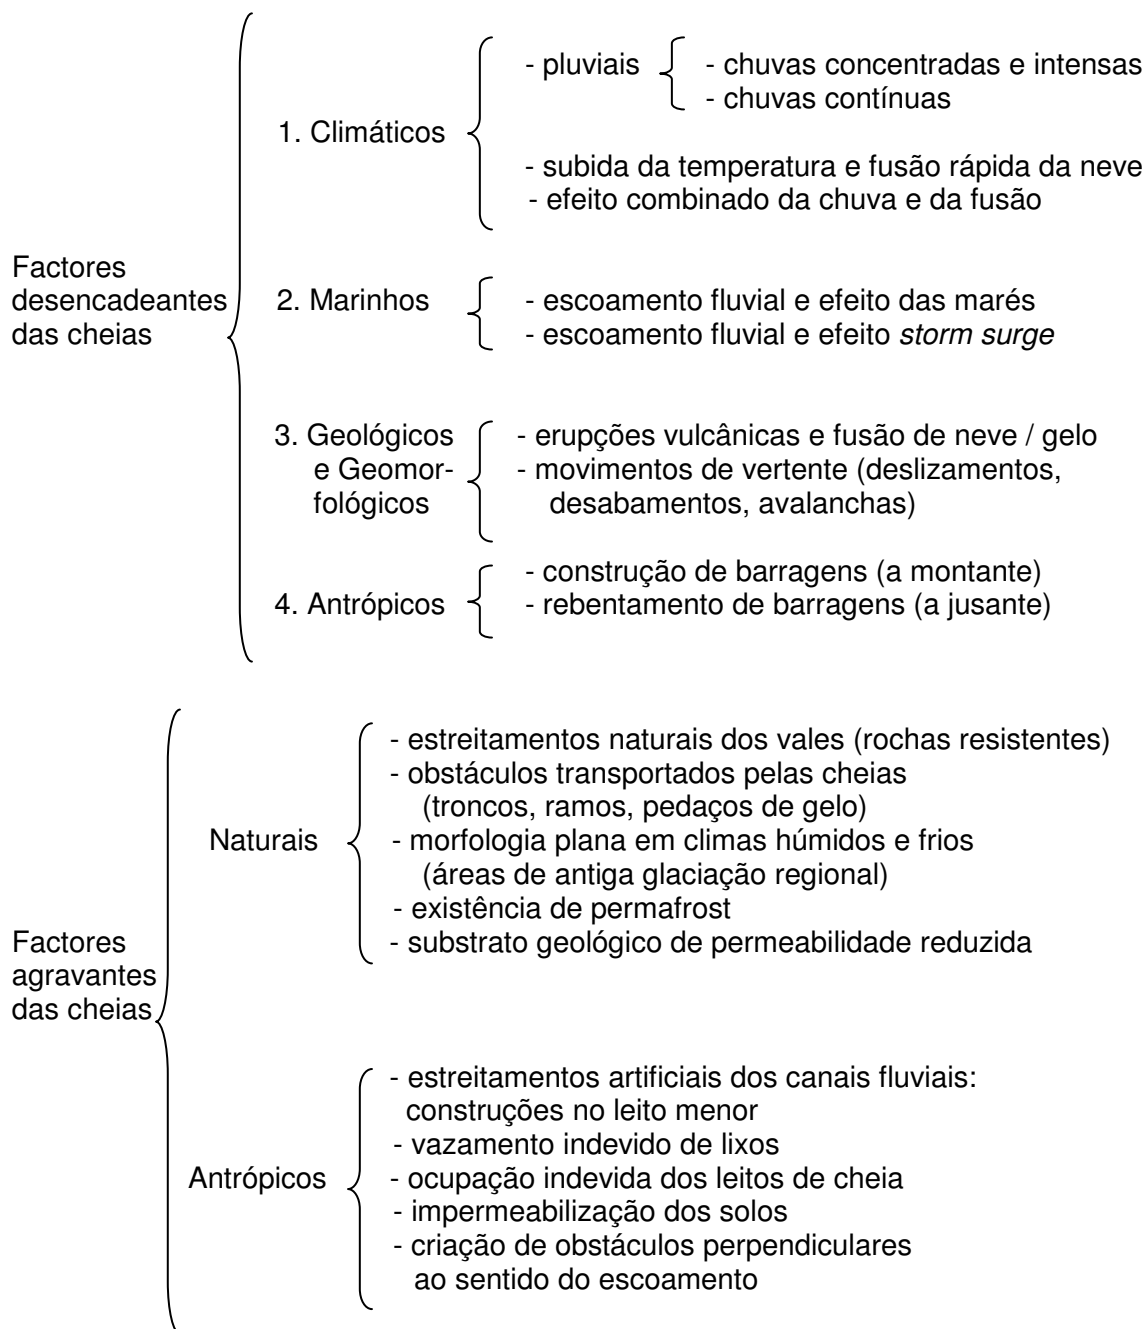 - pluviais
- chuvas concentradas e intensas
- chuvas contínuas
1. Climáticos
- subida da temperatura e fusão rápida da neve
- efeito combinado da chuva e da fusão
Factores
desencadeantes
das cheias
2. Marinhos
- escoamento fluvial e efeito das marés
- escoamento fluvial e efeito storm surge
3. Geológicos
e Geomor-
fológicos
- erupções vulcânicas e fusão de neve / gelo
- movimentos de vertente (deslizamentos,
desabamentos, avalanchas)
4. Antrópicos
- construção de barragens (a montante)
- rebentamento de barragens (a jusante)
Factores
agravantes
das cheias
Naturais
- estreitamentos naturais dos vales (rochas resistentes)
- obstáculos transportados pelas cheias
(troncos, ramos, pedaços de gelo)
- morfologia plana em climas húmidos e frios
(áreas de antiga glaciação regional)
- existência de permafrost
- substrato geológico de permeabilidade reduzida
Antrópicos
- estreitamentos artificiais dos canais fluviais:
construções no leito menor
- vazamento indevido de lixos
- ocupação indevida dos leitos de cheia
- impermeabilização dos solos
- criação de obstáculos perpendiculares
ao sentido do escoamento